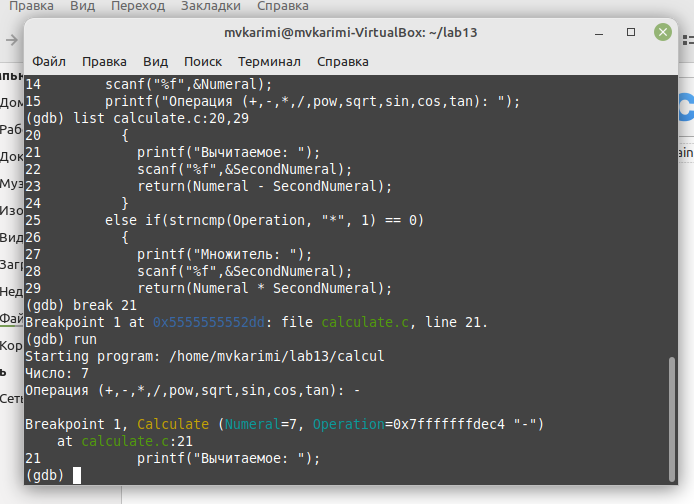 Правка Вид Переход Закладки Справка
mvkarimi@mvkarimi-VirtualBox: ~/lab13
Файл Правка Вид Поиск Терминал Справка
14        scanf("%f",&Numeral);
15        printf("Операция (+,-,*,/,pow,sqrt,sin,cos,tan): ");
(gdb) list calculate.c:20,29
20          {
21            printf("Вычитаемое: ");
22            scanf("%f",&SecondNumeral);
23            return(Numeral - SecondNumeral);
24          }
25        else if(strncmp(Operation, "*", 1) == 0)
26          {
27            printf("Множитель: ");
28            scanf("%f",&SecondNumeral);
29            return(Numeral * SecondNumeral);
(gdb) break 21
Breakpoint 1 at 0x5555555552dd: file calculate.c, line 21.
(gdb) run
Starting program: /home/mvkarimi/lab13/calcul
Число: 7
Операция (+,-,*,/,pow,sqrt,sin,cos,tan): -
Breakpoint 1, Calculate (Numeral=7, Operation=0x7fffffffdec4 "-")
    at calculate.c:21
21            printf("Вычитаемое: ");
(gdb)
Дом
Раб
Док
Муз
Изо
Вид
Загр
Нед
Фай
Кор
ь
Сеть
ain